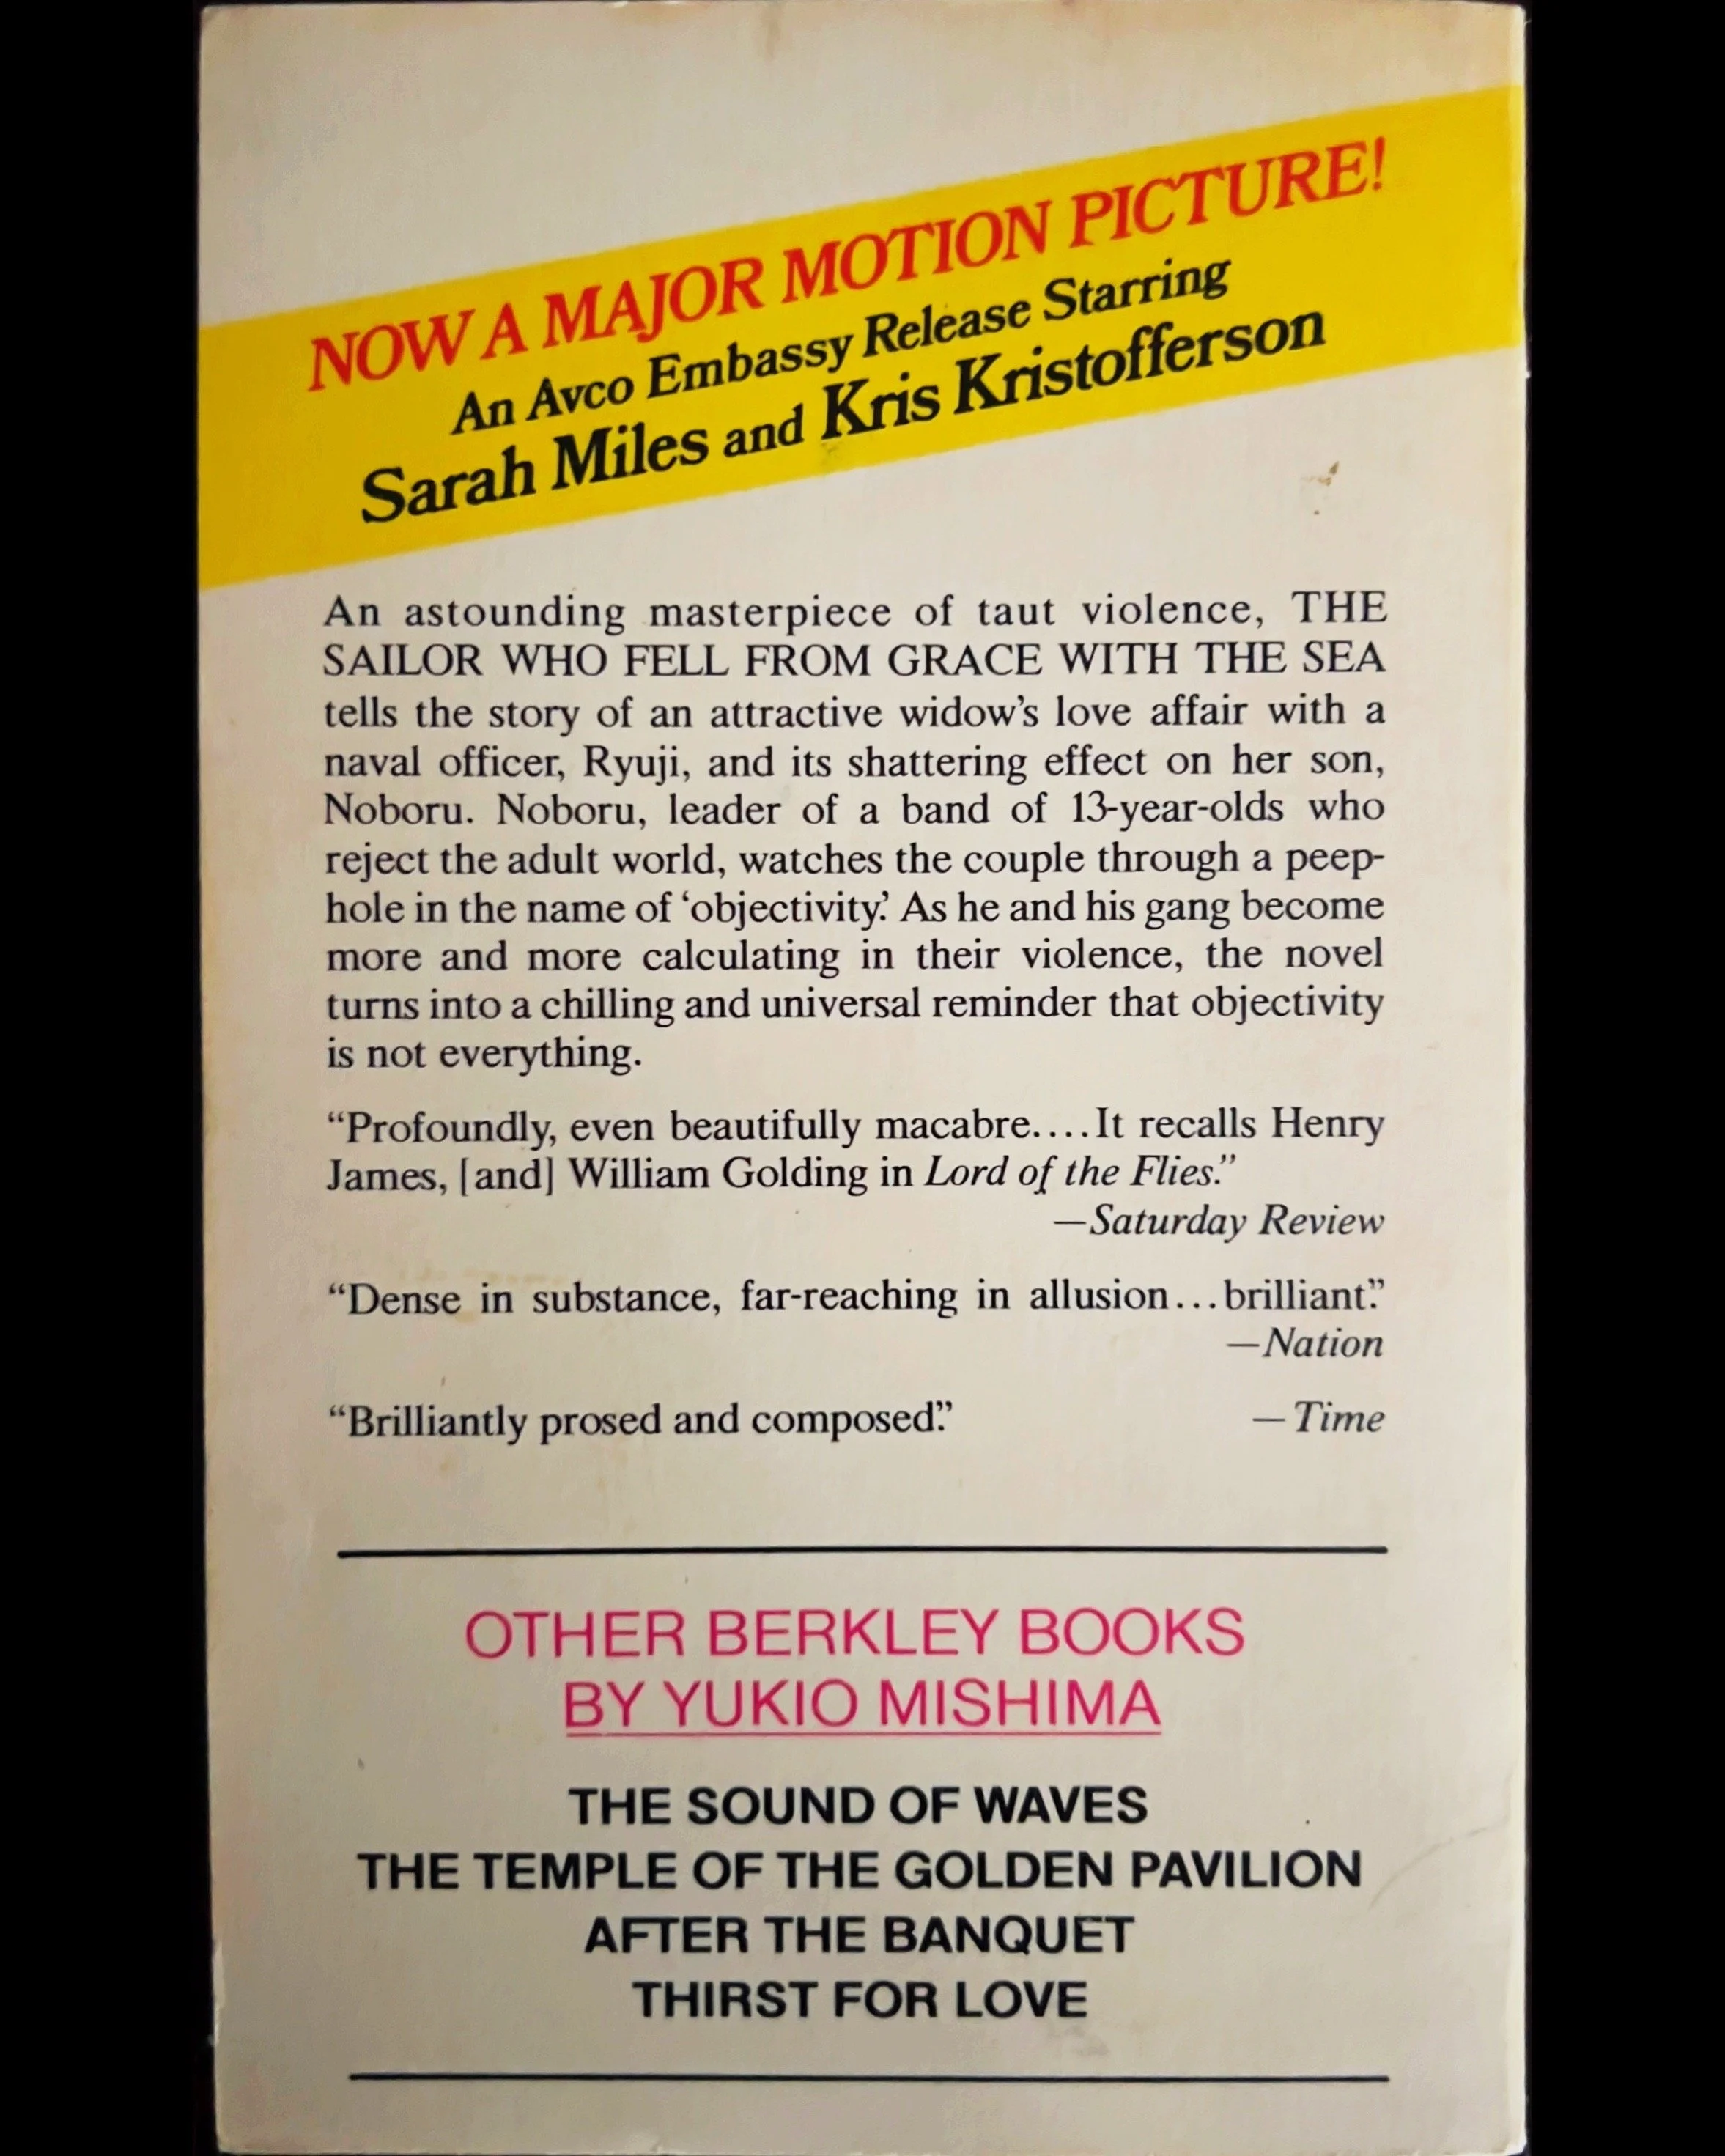 NOW A MAJOR MOTION PICTURE!
An Avco Embassy Release Starring
Sarah Miles and Kris Kristofferson
An astounding masterpiece of taut violence, THE
SAILOR WHO FELL FROM GRACE WITH THE SEA
tells the story of an attractive widow’s love affair with a
naval officer, Ryuji, and its shattering effect on her son,
Noboru. Noboru, leader of a band of 13-year-olds who
reject the adult world, watches the couple through a peep-
hole in the name of ‘objectivity.’ As he and his gang become
more and more calculating in their violence, the novel
turns into a chilling and universal reminder that objectivity
is not everything.
“Profoundly, even beautifully macabre....It recalls Henry
James, [and] William Golding in Lord of the Flies.”
—Saturday Review
“Dense in substance, far-reaching in allusion...brilliant.”
—Nation
“Brilliantly prosed and composed.” —Time
OTHER BERKLEY BOOKS
BY YUKIO MISHIMA
THE SOUND OF WAVES
THE TEMPLE OF THE GOLDEN PAVILION
AFTER THE BANQUET
THIRST FOR LOVE